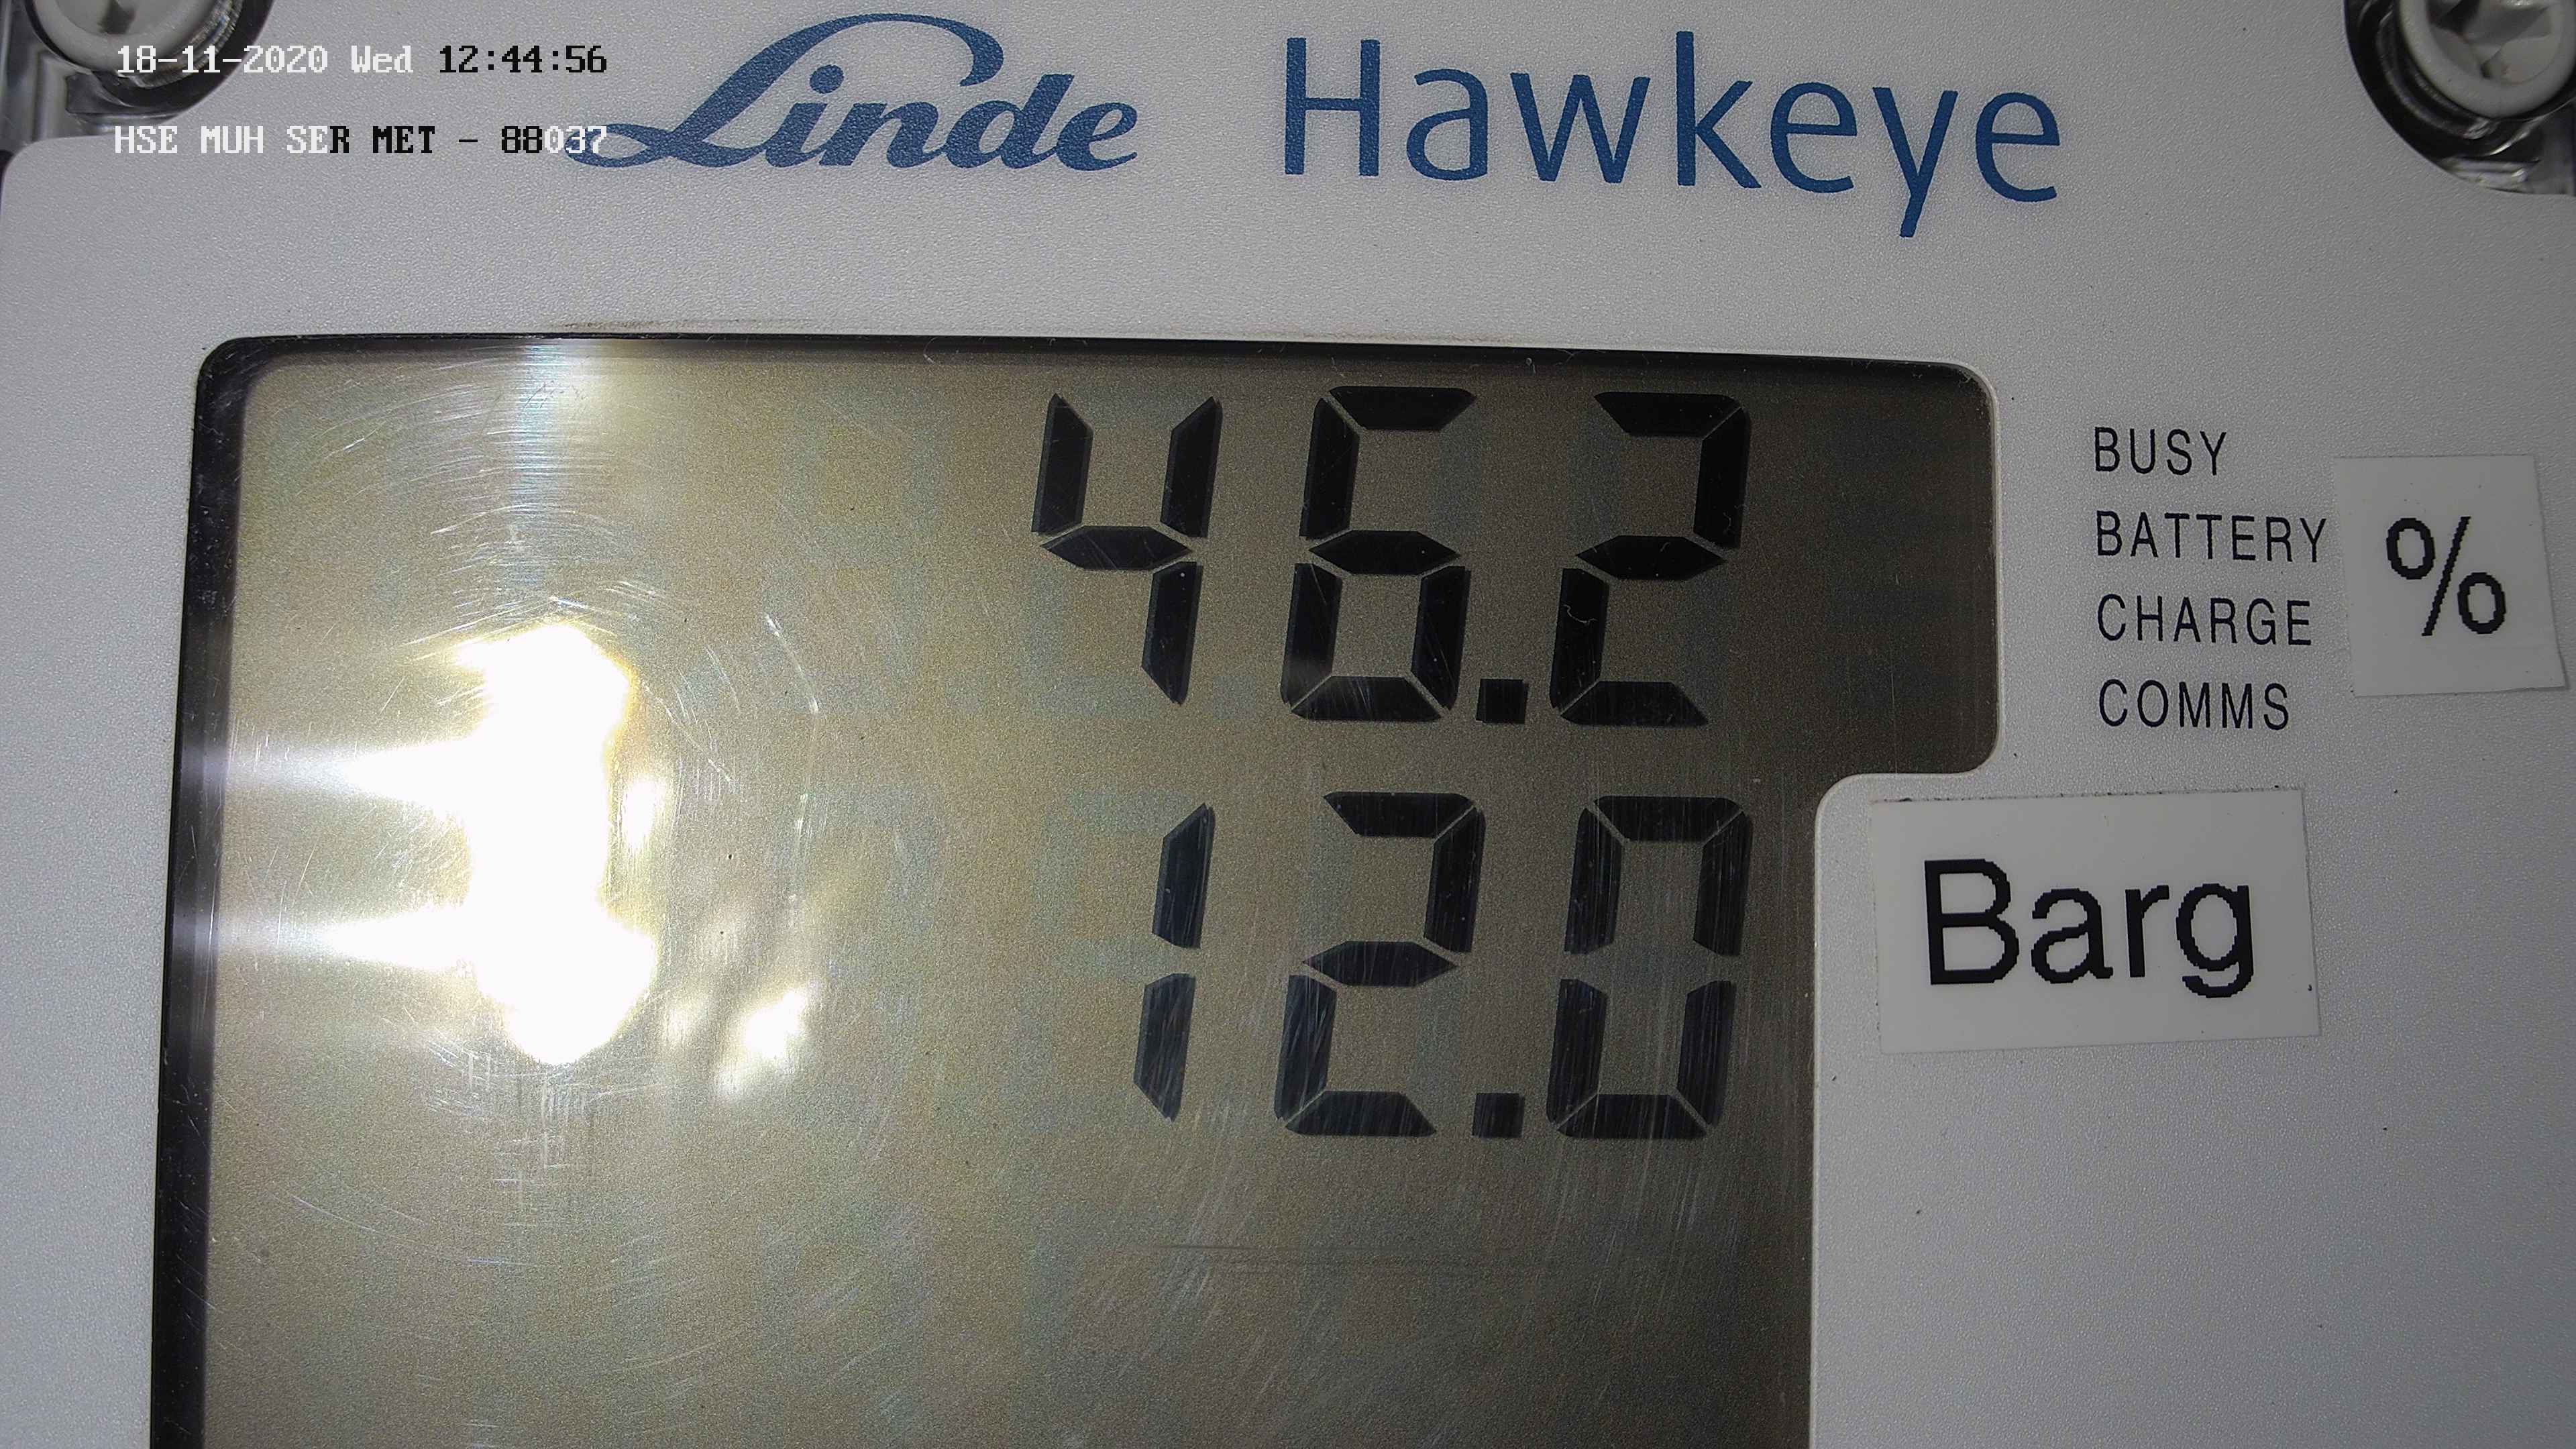 18-11-2020 Wed 12:44:56
HSE MUH SER MET - 88037
Linde Hawkeye
46.2
BUSY
BATTERY
CHARGE
COMMS
%
12.0
Barg